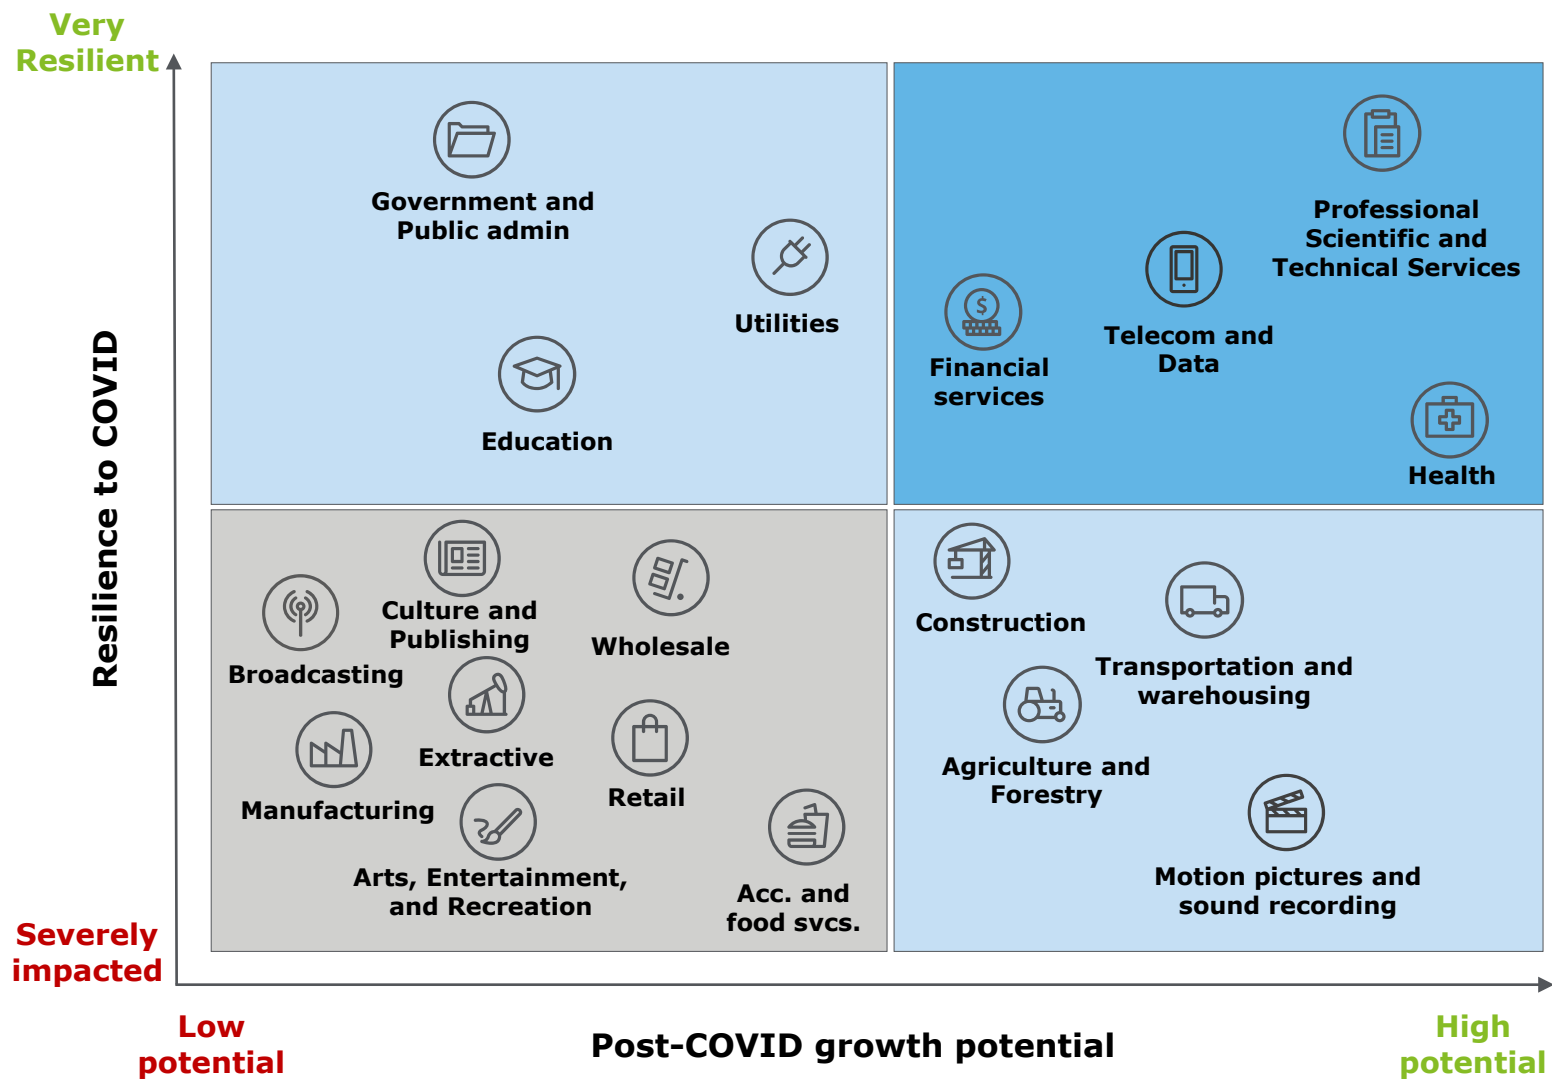 Very
Resilient
Resilience to COVID
Severely
impacted
Government and
Public admin
Utilities
Education
$
Financial
services
Telecom and
Data
Professional
Scientific and
Technical Services
Health
Broadcasting
Culture and
Publishing
Wholesale
Manufacturing
Extractive
Retail
Arts, Entertainment,
and Recreation
Acc. and
food svcs.
Construction
Transportation and
warehousing
Agriculture and
Forestry
Motion pictures and
sound recording
Low
potential
Post-COVID growth potential
High
potential